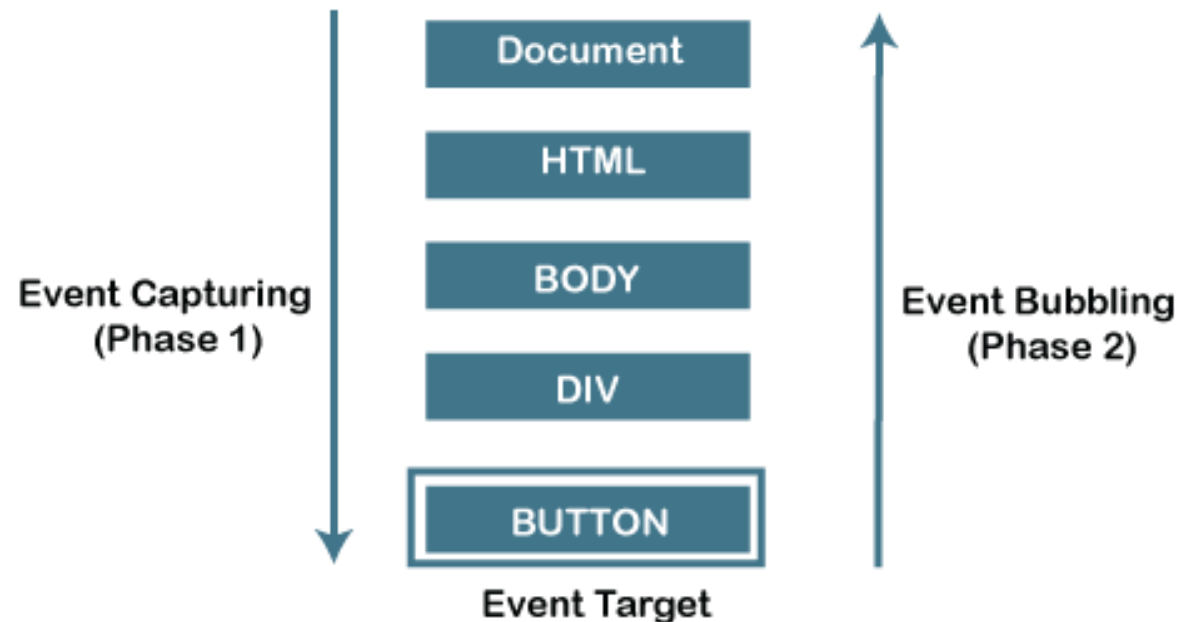 Document
HTML
BODY
Event Capturing
(Phase 1)
Event Bubbling
(Phase 2)
DIV
BUTTON
Event Target